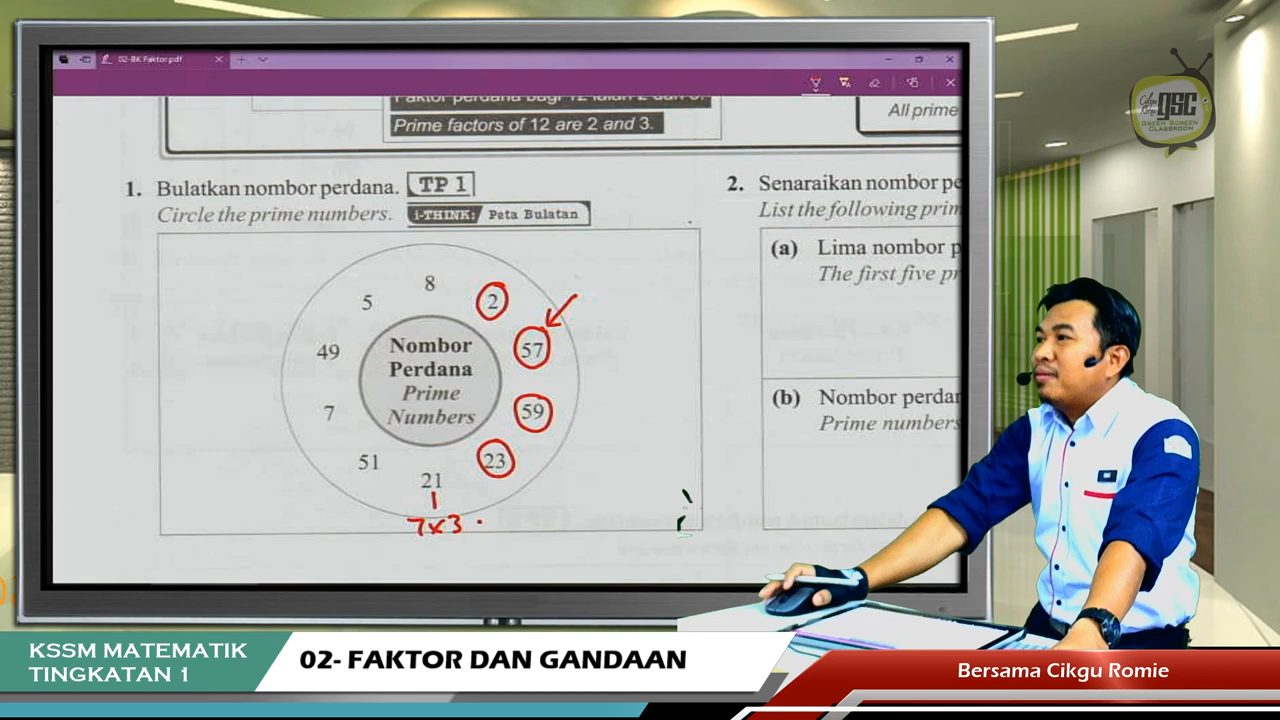 02-BK Faktor.pdf
Faktor perdana bagi 12 ialah 2 dan 3.
Prime factors of 12 are 2 and 3.
All prime
Cikgu Romie GSC
GREEN SCREEN
CLASSROOM
1. Bulatkan nombor perdana. TP 1
Circle the prime numbers. i-THINK: Peta Bulatan
8
5
2
49
57
Nombor
Perdana
Prime
Numbers
7
59
51
23
21
7x3
2. Senaraikan nombor pe
List the following prim
(a) Lima nombor p
The first five pr
(b) Nombor perdan
Prime numbers
KSSM MATEMATIK
TINGKATAN 1
02- FAKTOR DAN GANDAAN
Bersama Cikgu Romie